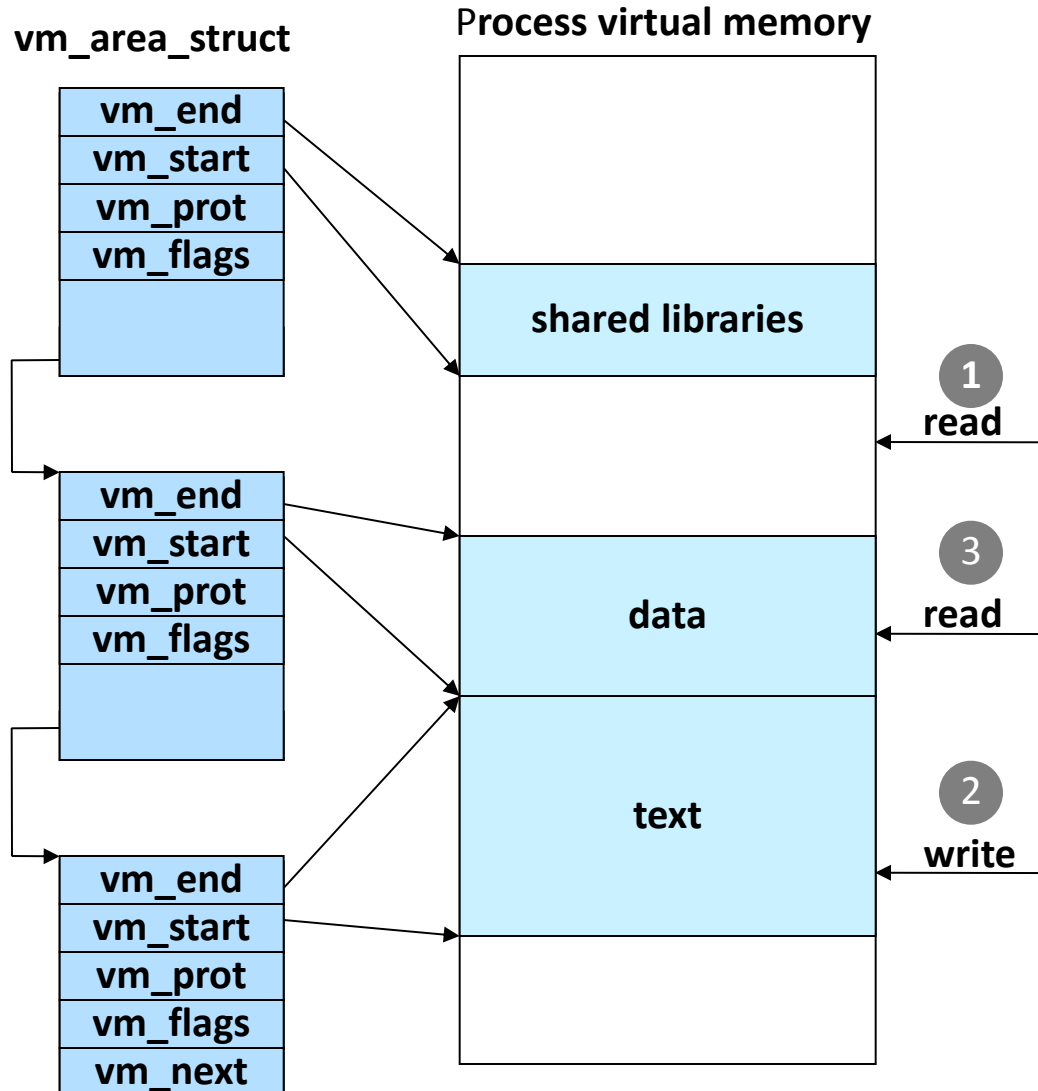 Process virtual memory
vm_area_struct
vm_end
vm_start
vm_prot
vm_flags
shared libraries
1
read
vm_end
vm_start
vm_prot
vm_flags
data
3
read
text
2
write
vm_end
vm_start
vm_prot
vm_flags
vm_next